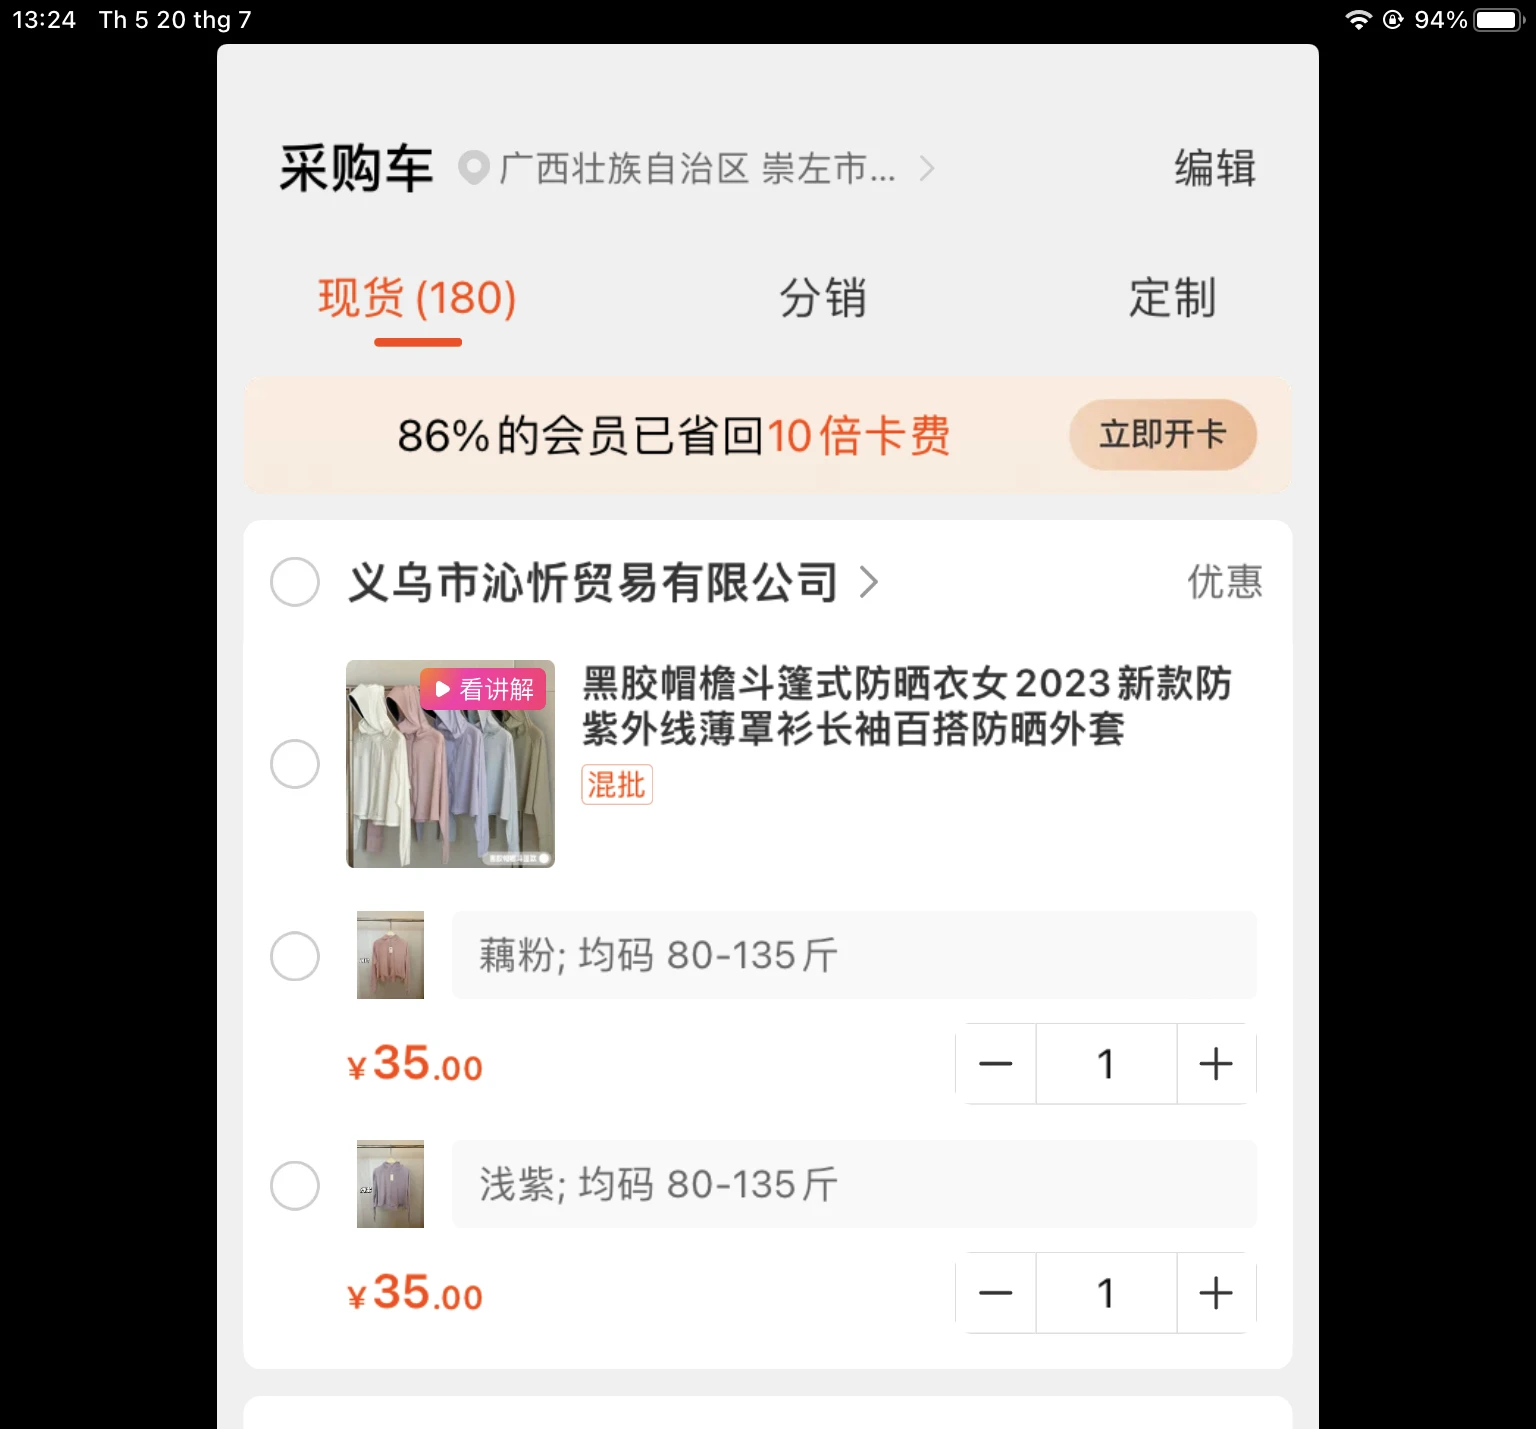 13:24 Th 5 20 thg 7 94%
采购车 广西壮族自治区 崇左市... 编辑
现货 (180) 分销 定制
86%的会员已省回10倍卡费 立即开卡
义乌市沁忻贸易有限公司 优惠
看讲解
黑胶帽檐斗篷式防晒衣女2023新款防
紫外线薄罩衫长袖百搭防晒外套
混批
藕粉; 均码 80-135斤
¥35.00 1
浅紫; 均码 80-135斤
¥35.00 1